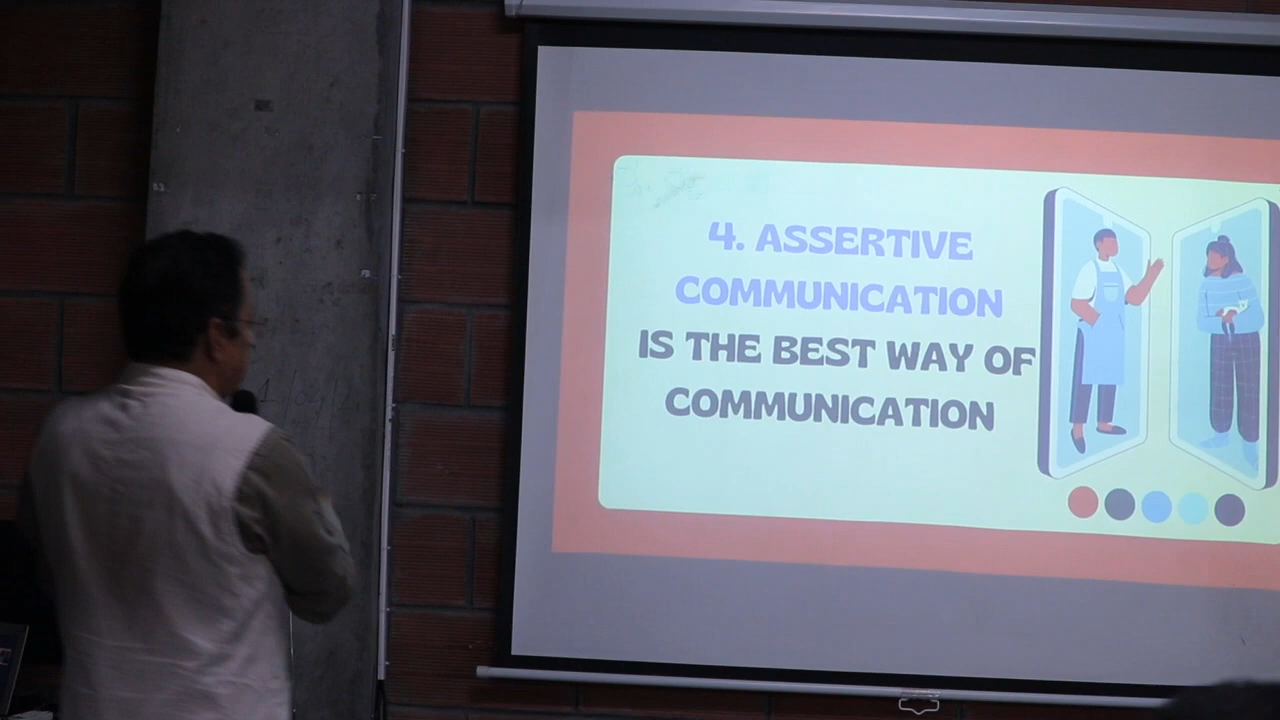 4. ASSERTIVE
COMMUNICATION
IS THE BEST WAY OF
COMMUNICATION